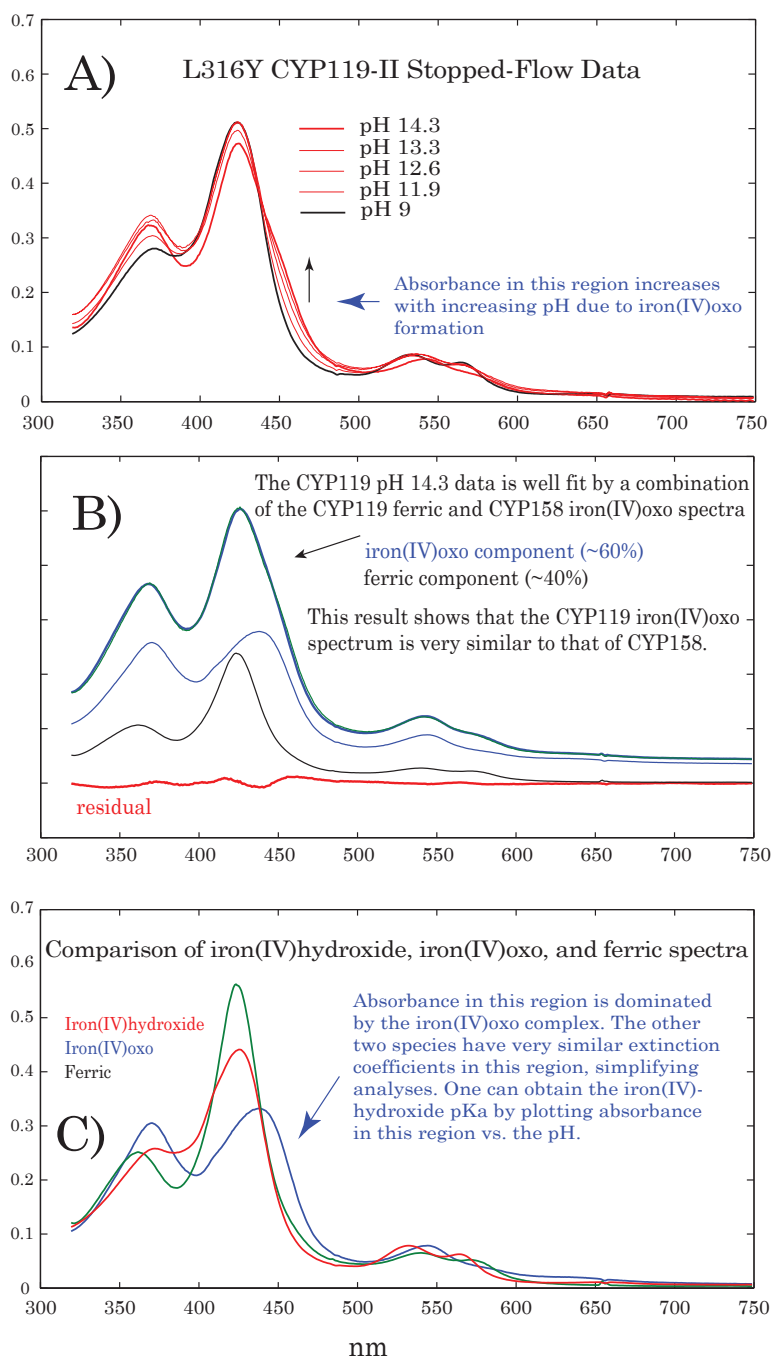 0.7
A)
L316Y CYP119-II Stopped-Flow Data
0.6
0.5
pH 14.3
pH 13.3
pH 12.6
pH 11.9
pH 9
0.4
0.3
Absorbance in this region increases
with increasing pH due to iron(IV)oxo
formation
0.2
0.1
0
300 350 400 450 500 550 600 650 700 750
B)
The CYP119 pH 14.3 data is well fit by a combination
of the CYP119 ferric and CYP158 iron(IV)oxo spectra
iron(IV)oxo component (~60%)
ferric component (~40%)
This result shows that the CYP119 iron(IV)oxo
spectrum is very similar to that of CYP158.
residual
300 350 400 450 500 550 600 650 700 750
0.7
Comparison of iron(IV)hydroxide, iron(IV)oxo, and ferric spectra
0.6
0.5
Iron(IV)hydroxide
Iron(IV)oxo
Ferric
Absorbance in this region is dominated
by the iron(IV)oxo complex. The other
two species have very similar extinction
coefficients in this region, simplifying
analyses. One can obtain the iron(IV)-
hydroxide pKa by plotting absorbance
in this region vs. the pH.
0.4
0.3
C)
0.2
0.1
0
300 350 400 450 500 550 600 650 700 750
nm